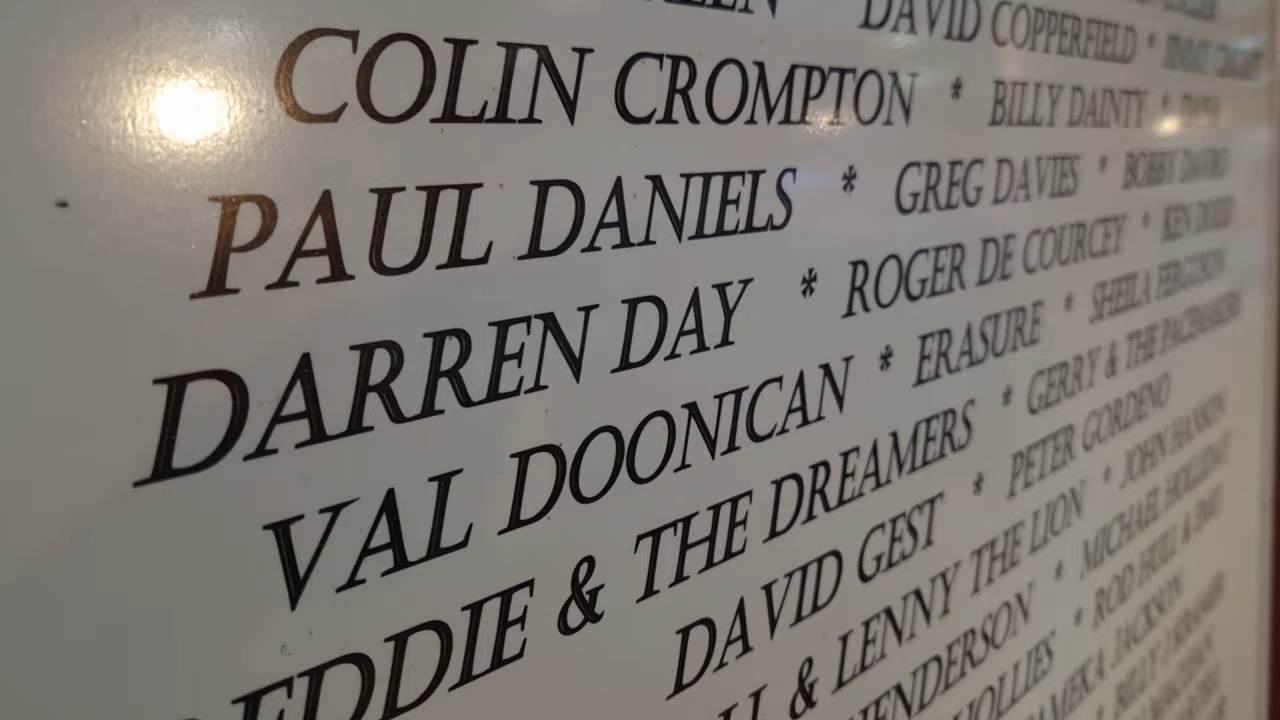 DAVID COPPERFIELD *
COLIN CROMPTON * BILLY DAINTY *
PAUL DANIELS * GREG DAVIES * BOBBY DAVRO
DARREN DAY * ROGER DE COURCEY * KEN DODD
VAL DOONICAN * ERASURE * SHEILA FERGUSON
& THE DREAMERS * GERRY & THE PACEMAKERS
DAVID GEST * PETER GORDENO
& LENNY THE LION * JOHN HANSON
HENDERSON * MICHAEL HOLLIDAY
HOLLIES * ROD HULL & EMU
JACKSON
BILLY J KRAMER